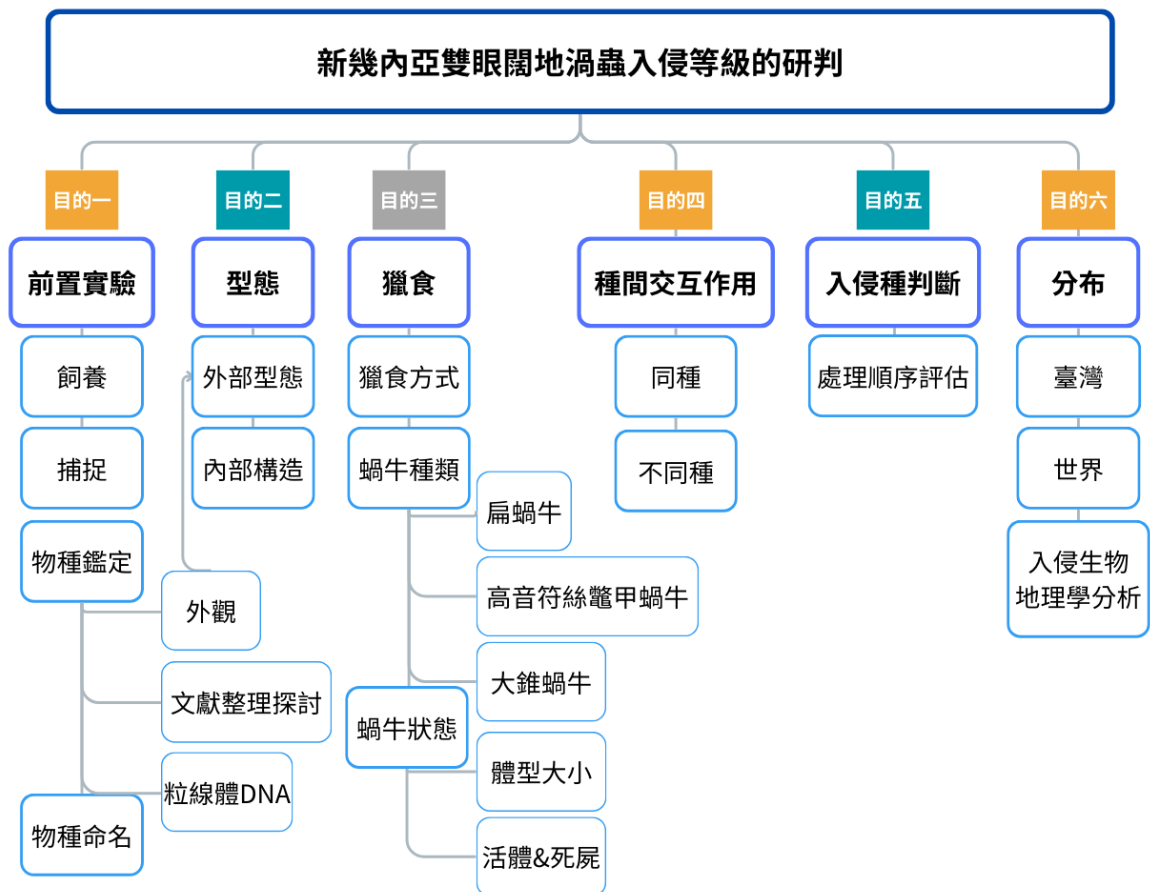 新幾內亞雙眼闊地渦蟲入侵等級的研判
目的一
目的二
目的三
目的四
目的五
目的六
前置實驗
型態
獵食
種間交互作用
入侵種判斷
分布
飼養
外部型態
獵食方式
同種
處理順序評估
臺灣
捕捉
內部構造
蝸牛種類
不同種
世界
扁蝸牛
物種鑑定
入侵生物
地理學分析
外觀
高音符絲鼈甲蝸牛
文獻整理探討
大錐蝸牛
蝸牛狀態
粒線體DNA
體型大小
物種命名
活體&死屍